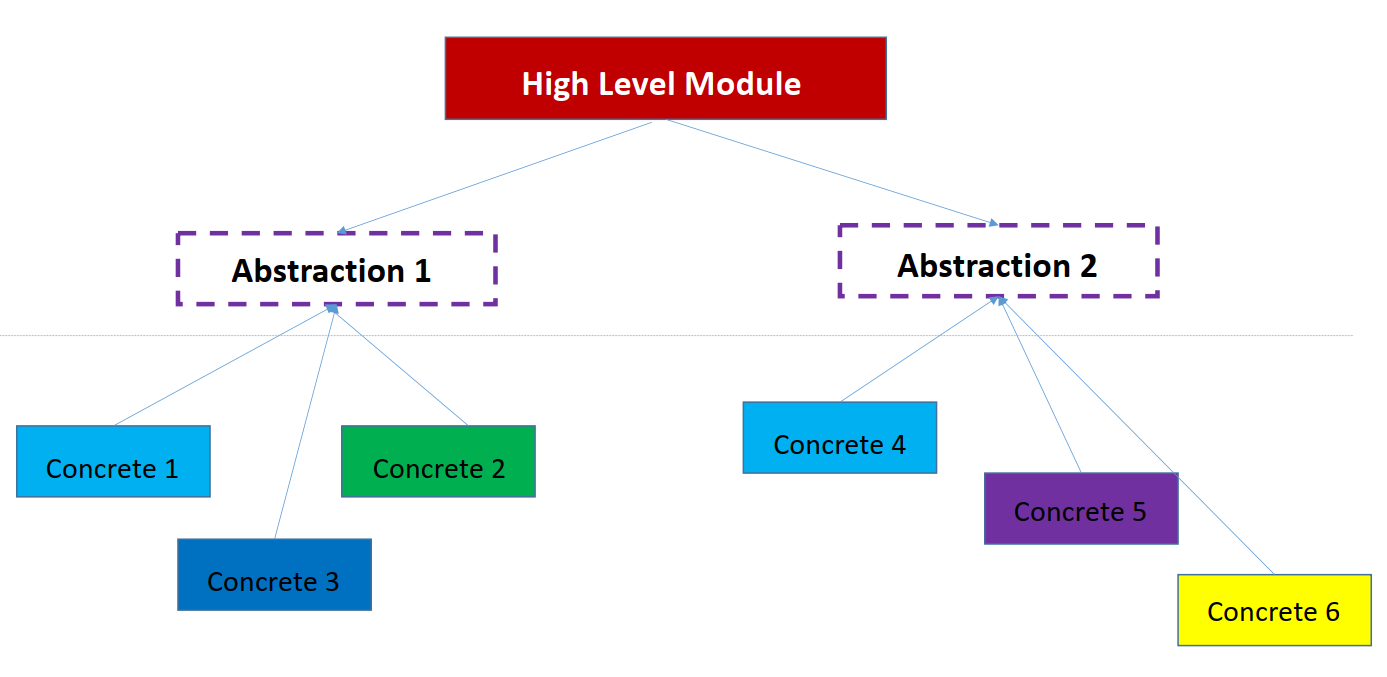 High Level Module
Abstraction 1
Abstraction 2
Concrete 1
Concrete 2
Concrete 3
Concrete 4
Concrete 5
Concrete 6